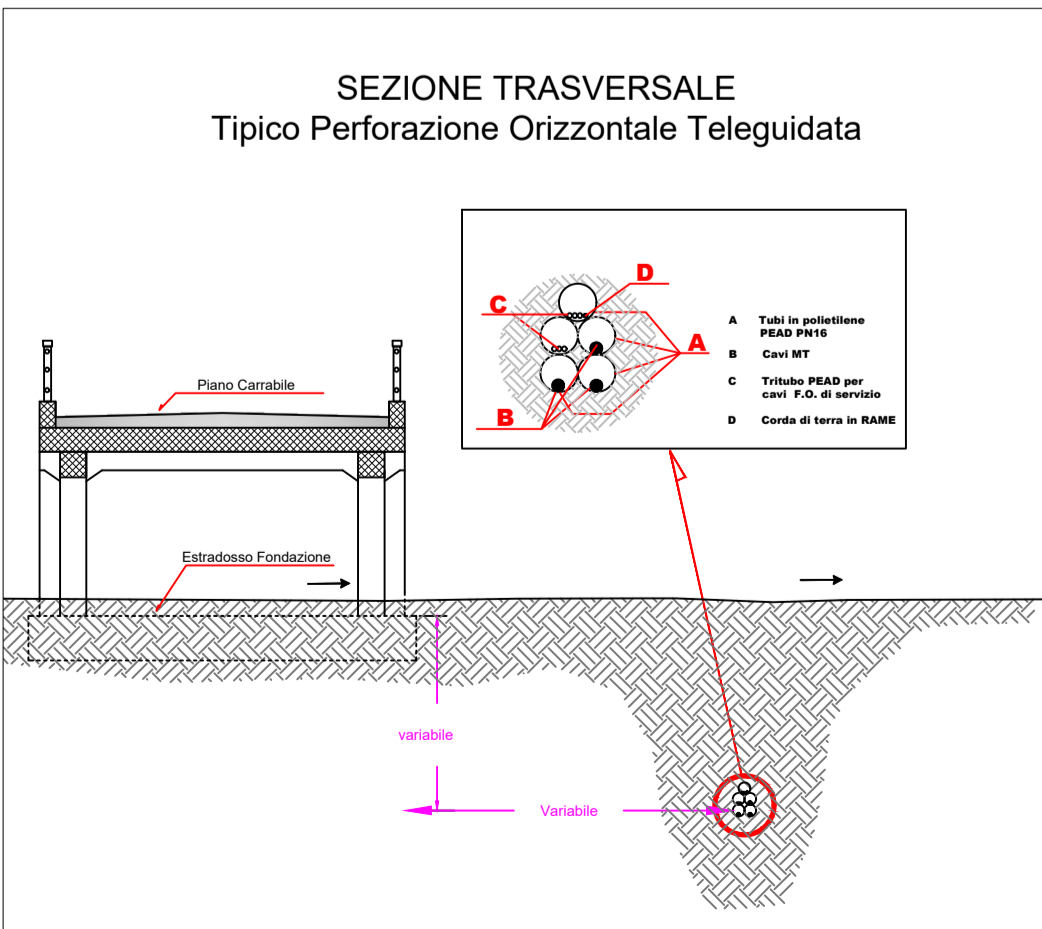 SEZIONE TRASVERSALE
Tipico Perforazione Orizzontale Teleguidata
D
C
A
B
A Tubi in polietilene
PEAD PN16
B Cavi MT
C Tritubo PEAD per
cavi F.O. di servizio
D Corda di terra in RAME
Piano Carrabile
Estradosso Fondazione
variabile
Variabile